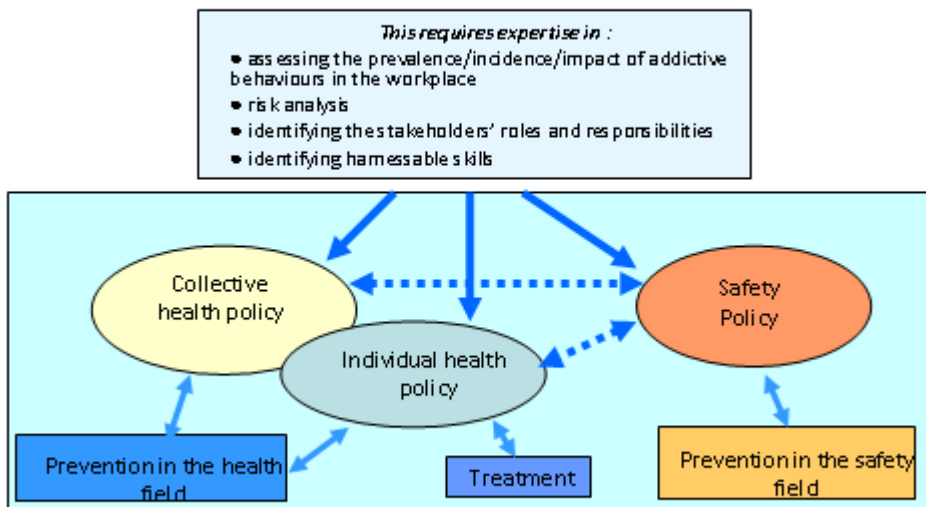 This requires expertise in :
● assessing the prevalence/incidence/impact of addictive
behaviours in the workplace
● risk analysis
● identifying the stakeholders’ roles and responsibilities
● identifying harnessable skills
Collective
health policy
Safety
Policy
Individual health
policy
Prevention in the health
field
Treatment
Prevention in the safety
field